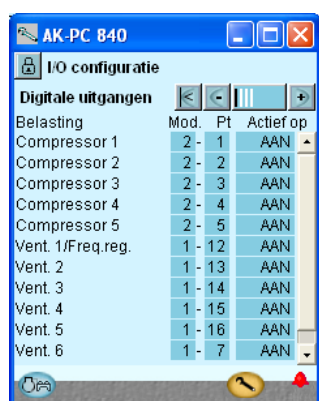 AK-PC 840
I/O configuratie
Digitale uitgangen
Belasting Mod. Pt Actief op
Compressor 1 2 - 1 AAN
Compressor 2 2 - 2 AAN
Compressor 3 2 - 3 AAN
Compressor 4 2 - 4 AAN
Compressor 5 2 - 5 AAN
Vent. 1/Freq.reg. 1 - 12 AAN
Vent. 2 1 - 13 AAN
Vent. 3 1 - 14 AAN
Vent. 4 1 - 15 AAN
Vent. 5 1 - 16 AAN
Vent. 6 1 - 7 AAN